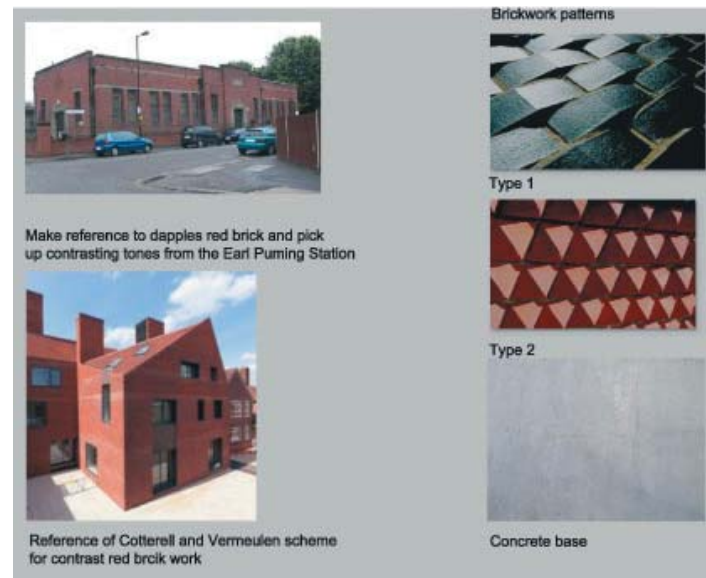 Brickwork patterns
Type 1
Make reference to dapples red brick and pick
up contrasting tones from the Earl Puming Station
Type 2
Reference of Cotterell and Vermeulen scheme
for contrast red brcik work
Concrete base